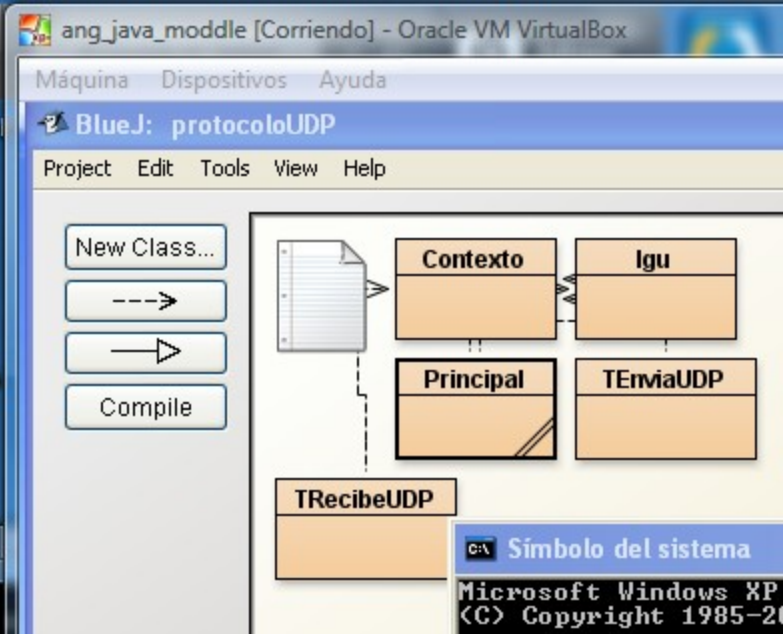 ang_java_moddle [Corriendo] - Oracle VM VirtualBox
Máquina Dispositivos Ayuda
BlueJ: protocoloUDP
Project Edit Tools View Help
New Class...
Compile
Contexto
Igu
Principal
TEnviaUDP
TRecibeUDP
C:\
Símbolo del sistema
Microsoft Windows XP
(C) Copyright 1985-20